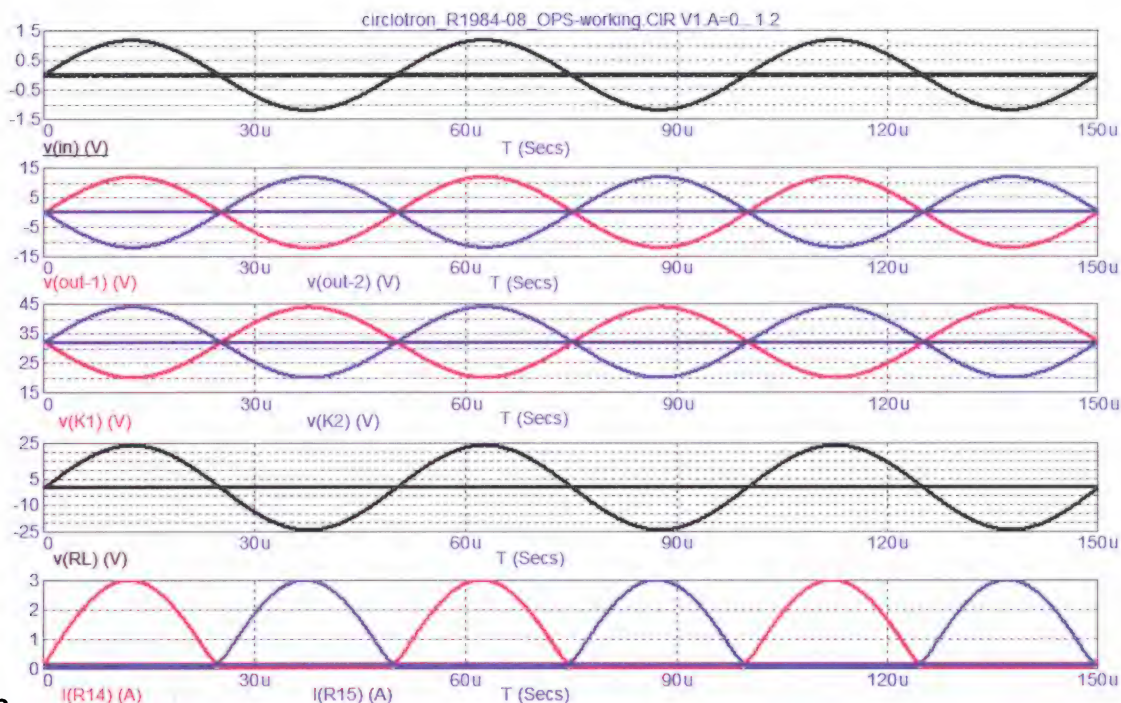 circlotron_R1984-08_OPS-working.CIR V1.A=0...1.2
1.5
0.5
-0.5
-1.5
0 30u 60u 90u 120u 150u
v(in) (V) T (Secs)
15
5
-5
-15
0 30u 60u 90u 120u 150u
v(out-1) (V) v(out-2) (V) T (Secs)
45
35
25
15
0 30u 60u 90u 120u 150u
v(K1) (V) v(K2) (V) T (Secs)
25
5
-10
-25
0 30u 60u 90u 120u 150u
v(RL) (V) T (Secs)
3
2
1
0
0 30u 60u 90u 120u 150u
I(R14) (A) I(R15) (A) T (Secs)